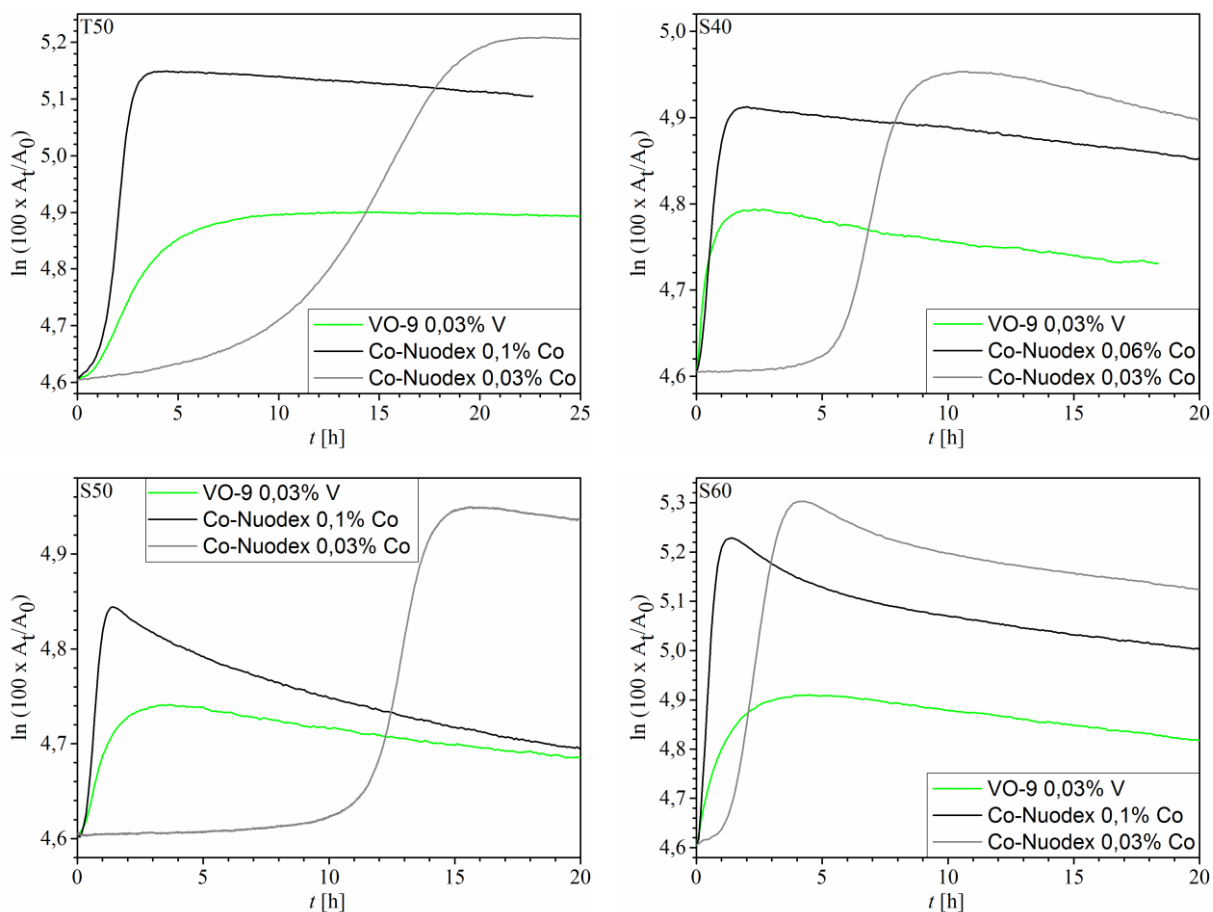 T50
5,2
5,1
5,0
4,9
4,8
4,7
4,6
ln (100 x At/A0)
VO-9 0,03% V
Co-Nuodex 0,1% Co
Co-Nuodex 0,03% Co
0 5 10 15 20 25
t [h]
S40
5,0
4,9
4,8
4,7
4,6
ln (100 x At/A0)
VO-9 0,03% V
Co-Nuodex 0,06% Co
Co-Nuodex 0,03% Co
0 5 10 15 20
t [h]
S50
VO-9 0,03% V
Co-Nuodex 0,1% Co
Co-Nuodex 0,03% Co
4,9
4,8
4,7
4,6
ln (100 x At/A0)
0 5 10 15 20
t [h]
S60
5,3
5,2
5,1
5,0
4,9
4,8
4,7
4,6
ln (100 x At/A0)
VO-9 0,03% V
Co-Nuodex 0,1% Co
Co-Nuodex 0,03% Co
0 5 10 15 20
t [h]